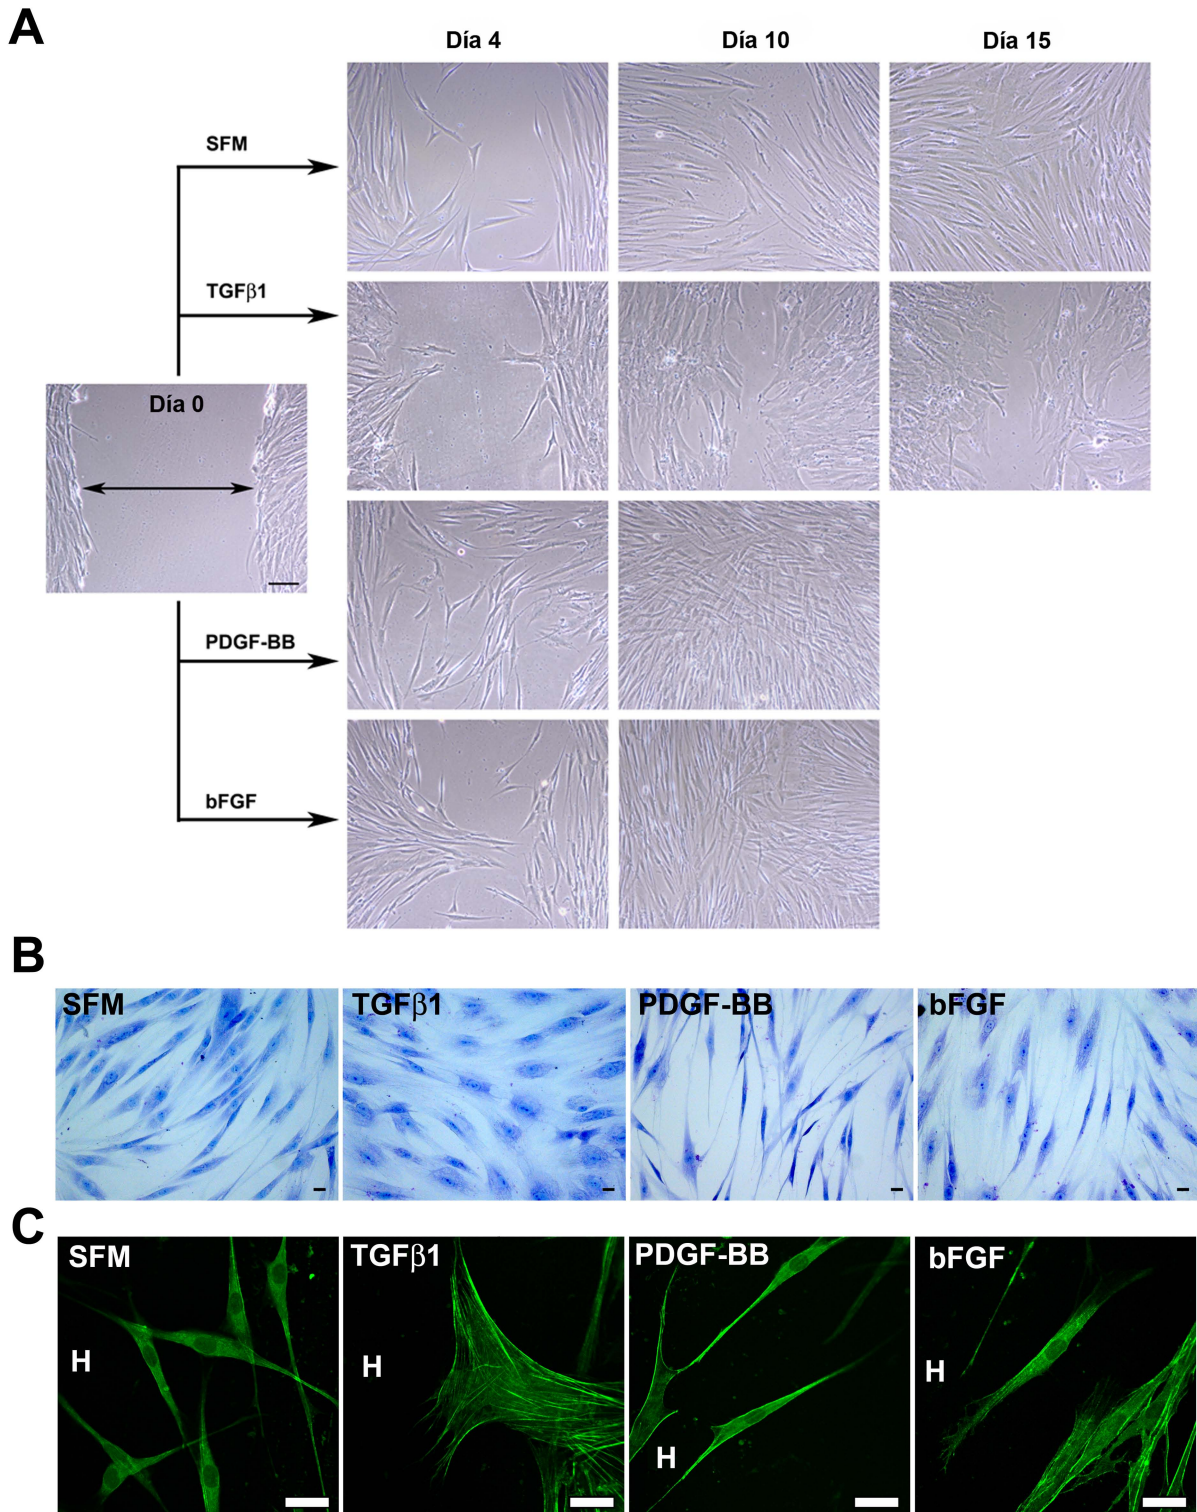 A
Día 4 Día 10 Día 15
SFM
TGFβ1
Día 0
PDGF-BB
bFGF
B
SFM TGFβ1 PDGF-BB bFGF
C
SFM TGFβ1 PDGF-BB bFGF
H H H H